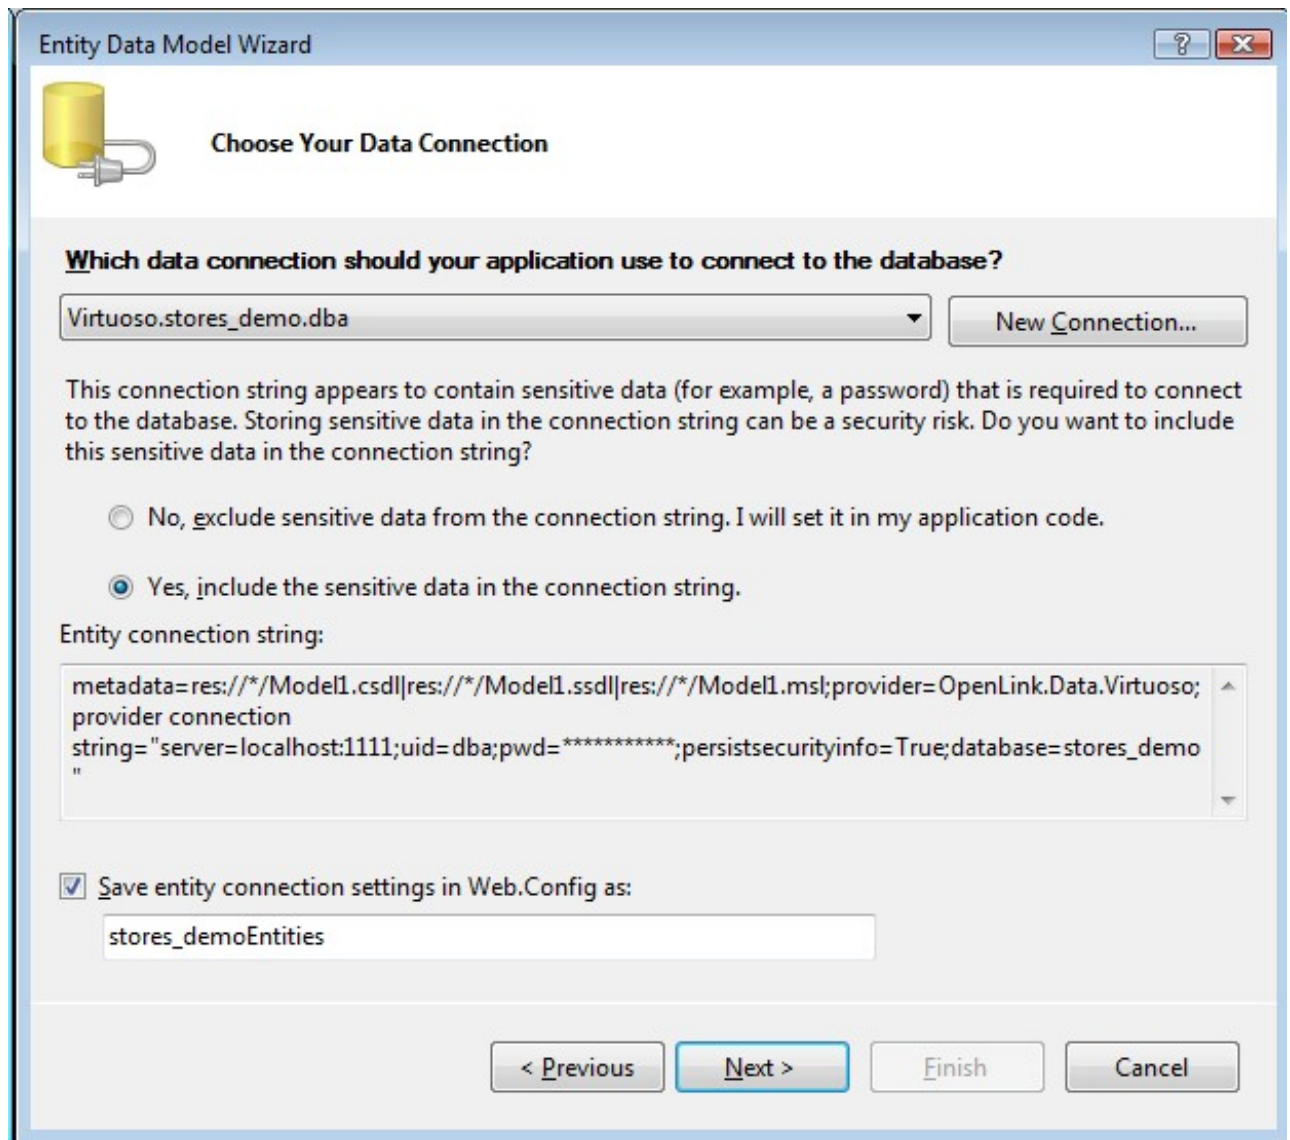 Entity Data Model Wizard
Choose Your Data Connection
Which data connection should your application use to connect to the database?
Virtuoso.stores_demo.dba
New Connection...
This connection string appears to contain sensitive data (for example, a password) that is required to connect
to the database. Storing sensitive data in the connection string can be a security risk. Do you want to include
this sensitive data in the connection string?
No, exclude sensitive data from the connection string. I will set it in my application code.
Yes, include the sensitive data in the connection string.
Entity connection string:
metadata=res://*/Model1.csdl|res://*/Model1.ssdl|res://*/Model1.msl;provider=OpenLink.Data.Virtuoso;
provider connection
string="server=localhost:1111;uid=dba;pwd=***********;persistsecurityinfo=True;database=stores_demo
"
Save entity connection settings in Web.Config as:
stores_demoEntities
< Previous
Next >
Finish
Cancel